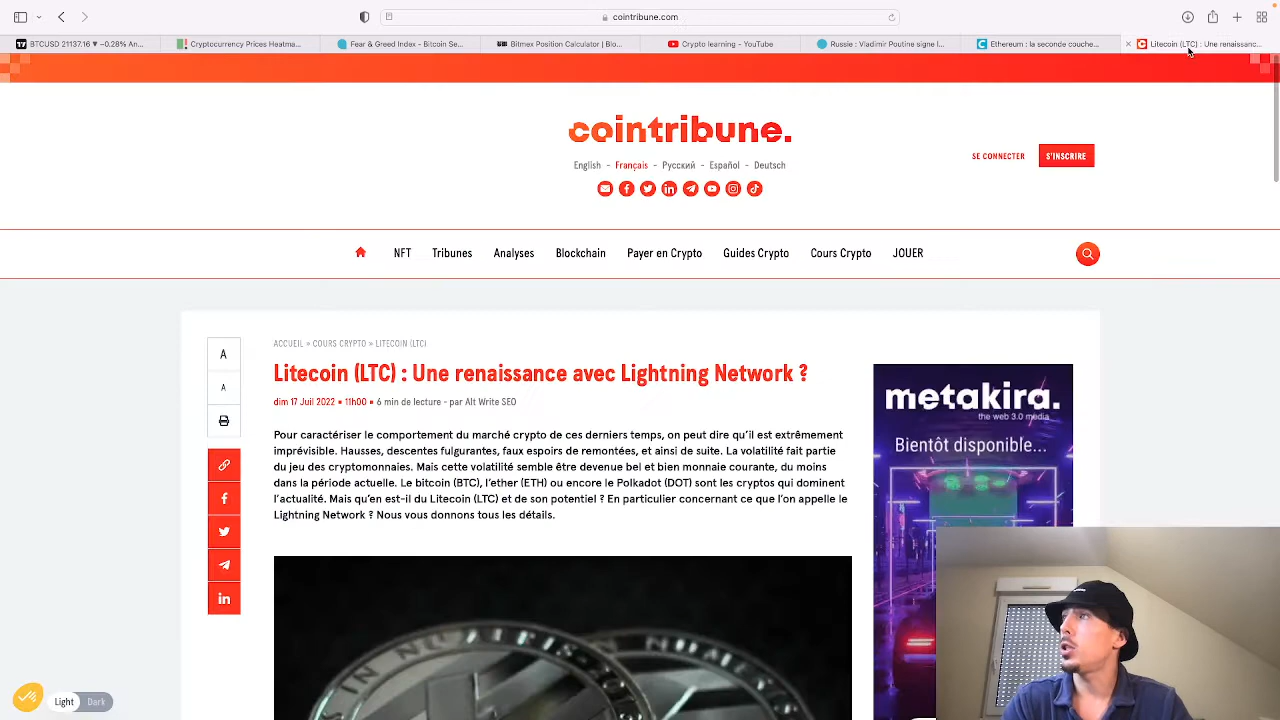 cointribune.com
BTCUSD 21137.16 ▼ −0.28% An...
Cryptocurrency Prices Heatma...
Fear & Greed Index - Bitcoin Se...
Bitmex Position Calculator | Blo...
Crypto learning - YouTube
Russie : Vladimir Poutine signe l...
Ethereum : la seconde couche...
Litecoin (LTC) : Une renaissanc...
cointribune.
English - Français - Русский - Español - Deutsch
SE CONNECTER
S'INSCRIRE
NFT Tribunes Analyses Blockchain Payer en Crypto Guides Crypto Cours Crypto JOUER
A
A
ACCUEIL » COURS CRYPTO » LITECOIN (LTC)
Litecoin (LTC) : Une renaissance avec Lightning Network ?
dim 17 Juil 2022 ▪ 11h00 ▪ 6 min de lecture - par Alt Write SEO
Pour caractériser le comportement du marché crypto de ces derniers temps, on peut dire qu'il est extrêmement
imprévisible. Hausses, descentes fulgurantes, faux espoirs de remontées, et ainsi de suite. La volatilité fait partie
du jeu des cryptomonnaies. Mais cette volatilité semble être devenue bel et bien monnaie courante, du moins
dans la période actuelle. Le bitcoin (BTC), l'ether (ETH) ou encore le Polkadot (DOT) sont les cryptos qui dominent
l'actualité. Mais qu'en est-il du Litecoin (LTC) et de son potentiel ? En particulier concernant ce que l'on appelle le
Lightning Network ? Nous vous donnons tous les détails.
metakira.
the web 3.0 media
Bientôt disponible...
Light Dark